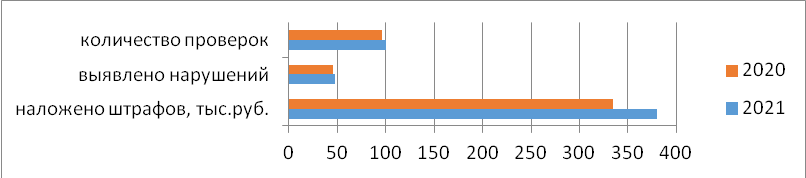 количество проверок
выявлено нарушений
наложено штрафов, тыс.руб.
0 50 100 150 200 250 300 350 400
2020
2021